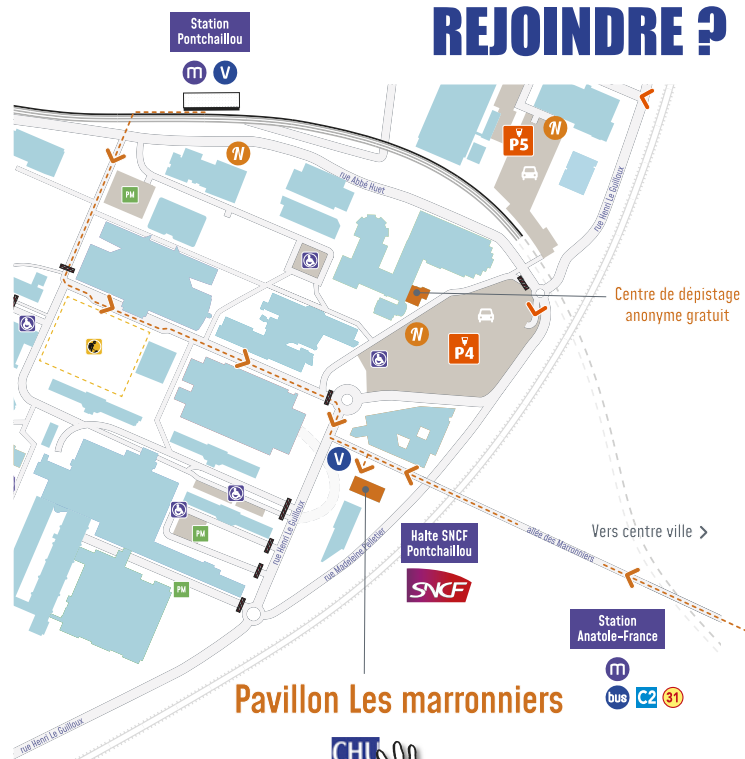 REJOINDRE ?
Station
Pontchaillou
m V
N
N
P5
rue Abbé Huet
rue Henri Le Guilloux
PM
Centre de dépistage
anonyme gratuit
N
P4
V
rue Henri Le Guilloux
rue Madeleine Pelletier
PM
PM
Halte SNCF
Pontchaillou
SNCF
allée des Marronniers
Vers centre ville >
Station
Anatole-France
m
bus C2 31
Pavillon Les marronniers
rue Henri Le Guilloux
CHU